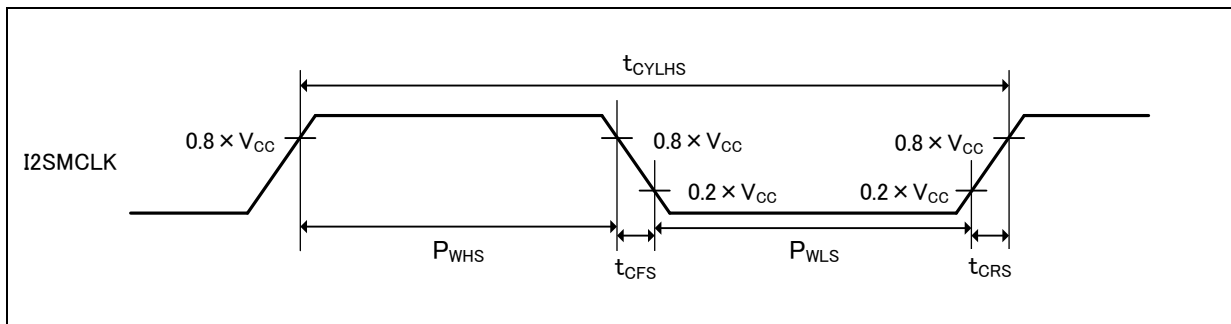 tCYLHS
0.8 × VCC
0.8 × VCC
0.8 × VCC
I2SMCLK
0.2 × VCC
0.2 × VCC
PWHS
tCFS
PWLS
tCRS